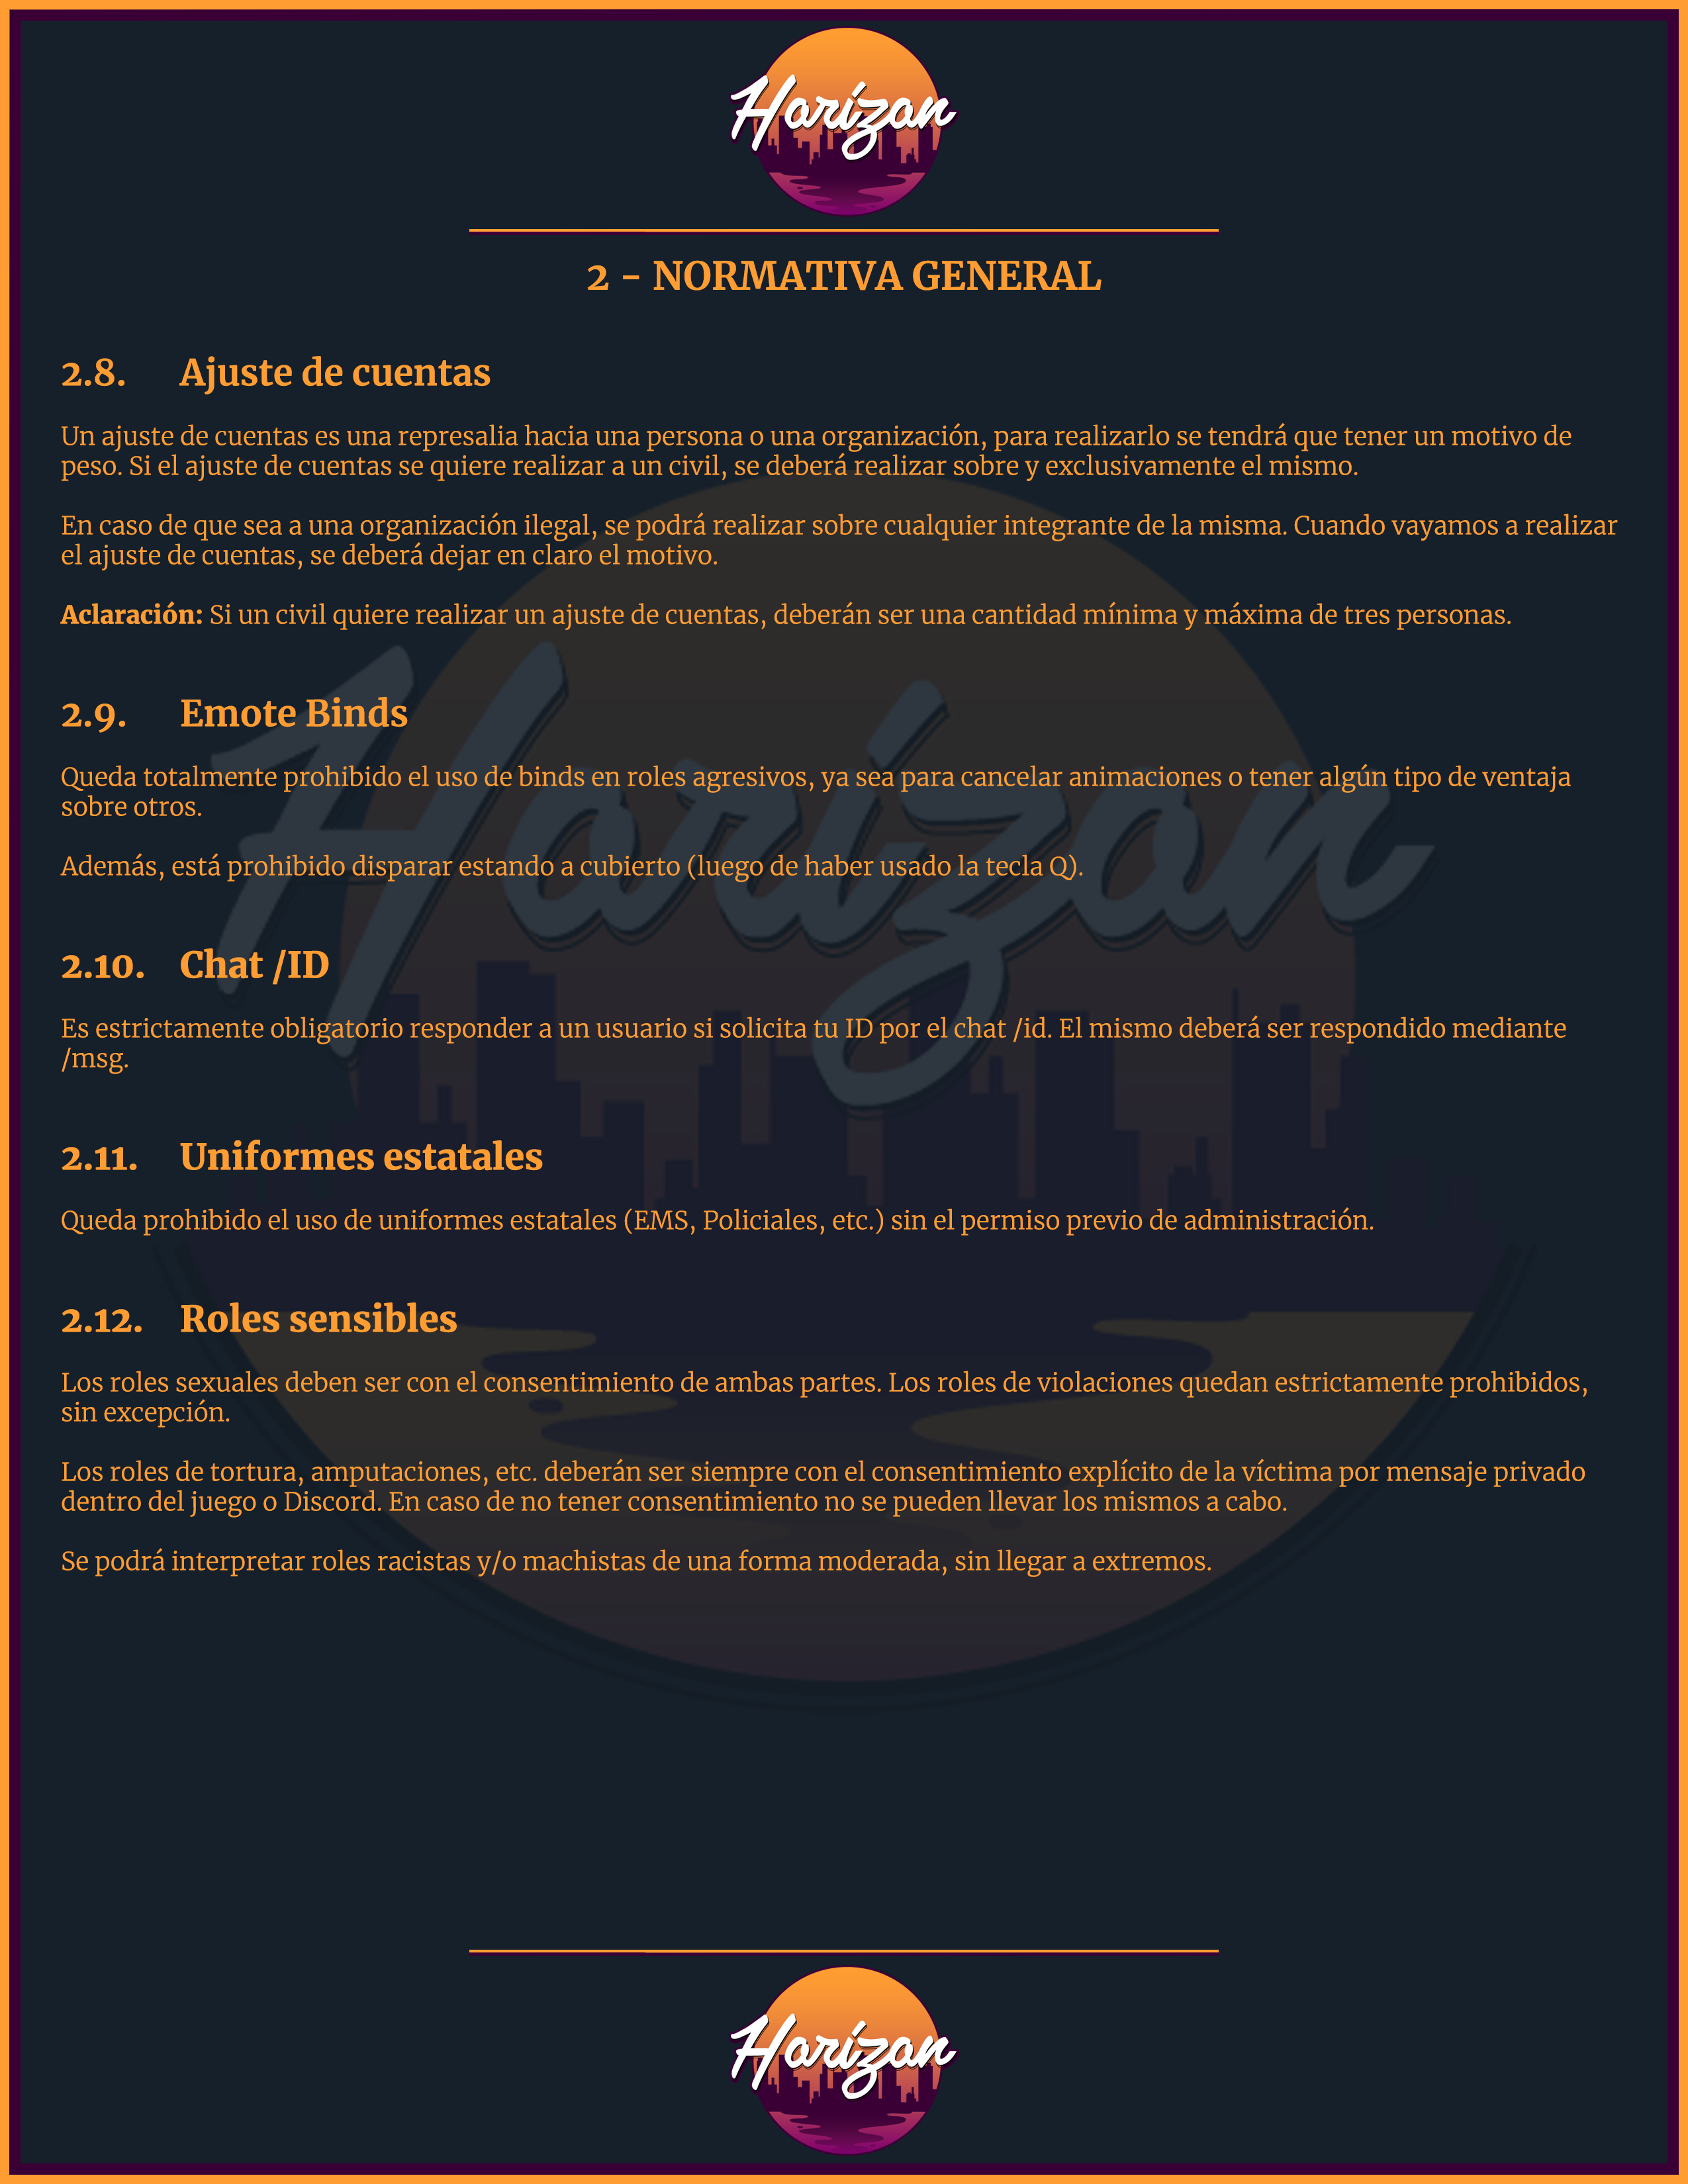 Horizon
2 - NORMATIVA GENERAL
2.8. Ajuste de cuentas
Un ajuste de cuentas es una represalia hacia una persona o una organización, para realizarlo se tendrá que tener un motivo de
peso. Si el ajuste de cuentas se quiere realizar a un civil, se deberá realizar sobre y exclusivamente el mismo.
En caso de que sea a una organización ilegal, se podrá realizar sobre cualquier integrante de la misma. Cuando vayamos a realizar
el ajuste de cuentas, se deberá dejar en claro el motivo.
Aclaración: Si un civil quiere realizar un ajuste de cuentas, deberán ser una cantidad mínima y máxima de tres personas.
2.9. Emote Binds
Queda totalmente prohibido el uso de binds en roles agresivos, ya sea para cancelar animaciones o tener algún tipo de ventaja
sobre otros.
Además, está prohibido disparar estando a cubierto (luego de haber usado la tecla Q).
Horizon
2.10. Chat /ID
Es estrictamente obligatorio responder a un usuario si solicita tu ID por el chat /id. El mismo deberá ser respondido mediante
/msg.
2.11. Uniformes estatales
Queda prohibido el uso de uniformes estatales (EMS, Policiales, etc.) sin el permiso previo de administración.
2.12. Roles sensibles
Los roles sexuales deben ser con el consentimiento de ambas partes. Los roles de violaciones quedan estrictamente prohibidos,
sin excepción.
Los roles de tortura, amputaciones, etc. deberán ser siempre con el consentimiento explícito de la víctima por mensaje privado
dentro del juego o Discord. En caso de no tener consentimiento no se pueden llevar los mismos a cabo.
Se podrá interpretar roles racistas y/o machistas de una forma moderada, sin llegar a extremos.
Horizon